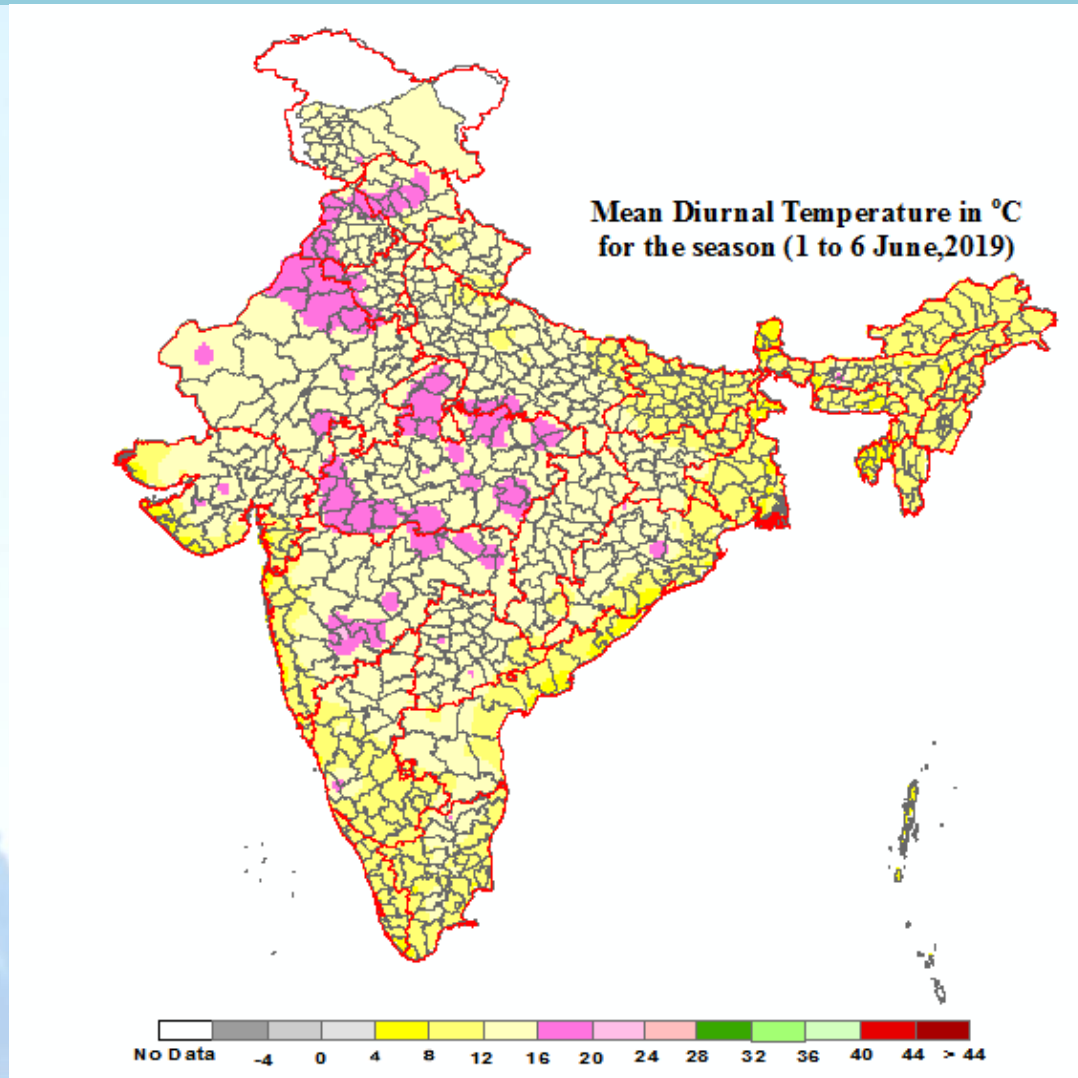 Mean Diurnal Temperature in °C
for the season (1 to 6 June,2019)
No Data -4 0 4 8 12 16 20 24 28 32 36 40 44 > 44